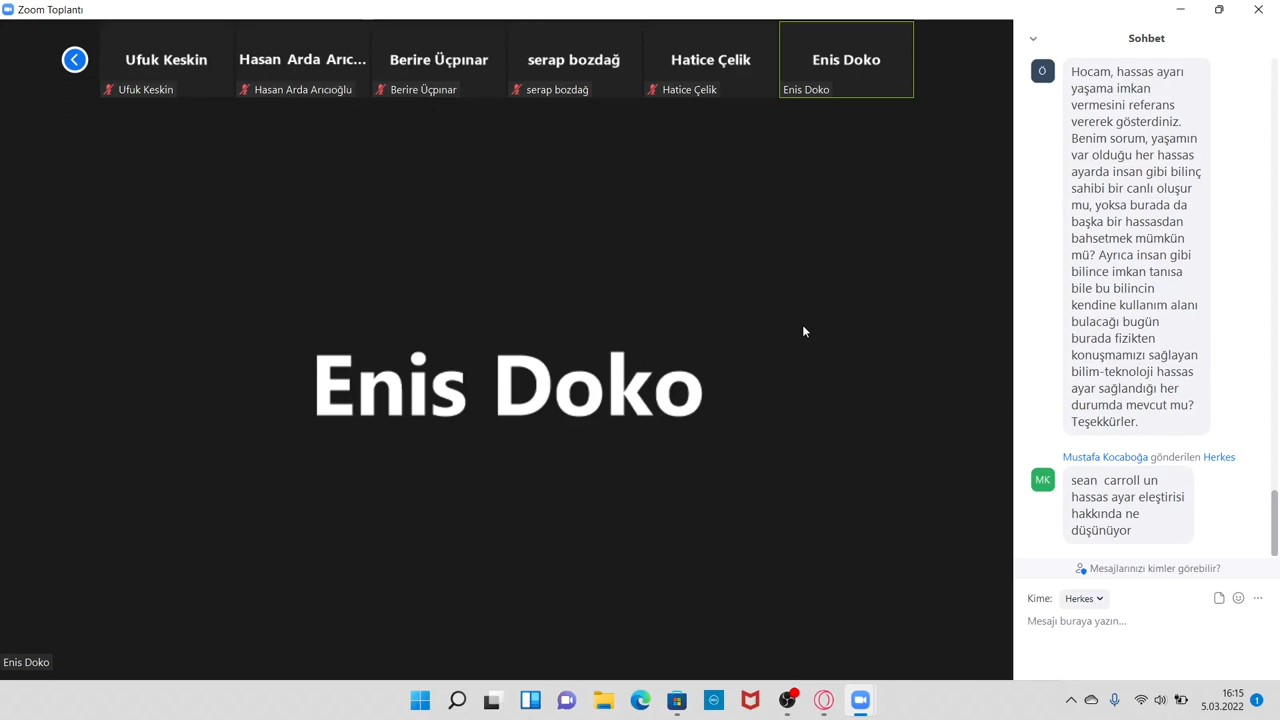 Zoom Toplantı
Ufuk Keskin
Hasan Arda Arıc...
Berire Üçpınar
serap bozdağ
Hatice Çelik
Enis Doko
Ufuk Keskin
Hasan Arda Arıcıoğlu
Berire Üçpınar
serap bozdağ
Hatice Çelik
Enis Doko
Enis Doko
Enis Doko
Sohbet
Ö
Hocam, hassas ayarı
yaşama imkan
vermesini referans
vererek gösterdiniz.
Benim sorum, yaşamın
var olduğu her hassas
ayarda insan gibi bilinç
sahibi bir canlı oluşur
mu, yoksa burada da
başka bir hassasdan
bahsetmek mümkün
mü? Ayrıca insan gibi
bilince imkan tanısa
bile bu bilincin
kendine kullanım alanı
bulacağı bugün
burada fizikten
konuşmamızı sağlayan
bilim-teknoloji hassas
ayar sağlandığı her
durumda mevcut mu?
Teşekkürler.
Mustafa Kocaboğa gönderilen Herkes
MK
sean carroll un
hassas ayar eleştirisi
hakkında ne
düşünüyor
Mesajlarınızı kimler görebilir?
Kime: Herkes
Mesajı buraya yazın...
16:15
5.03.2022
1